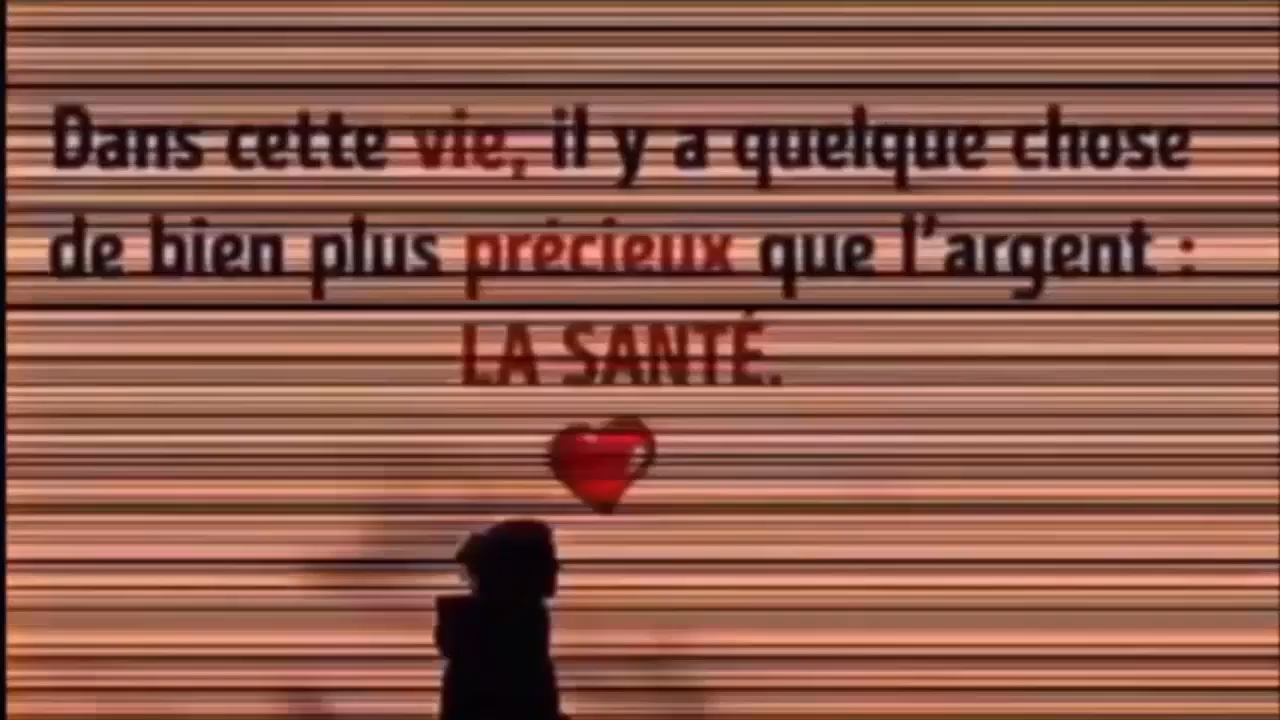 Dans cette vie, il y a quelque chose
de bien plus précieux que l'argent :
LA SANTÉ.